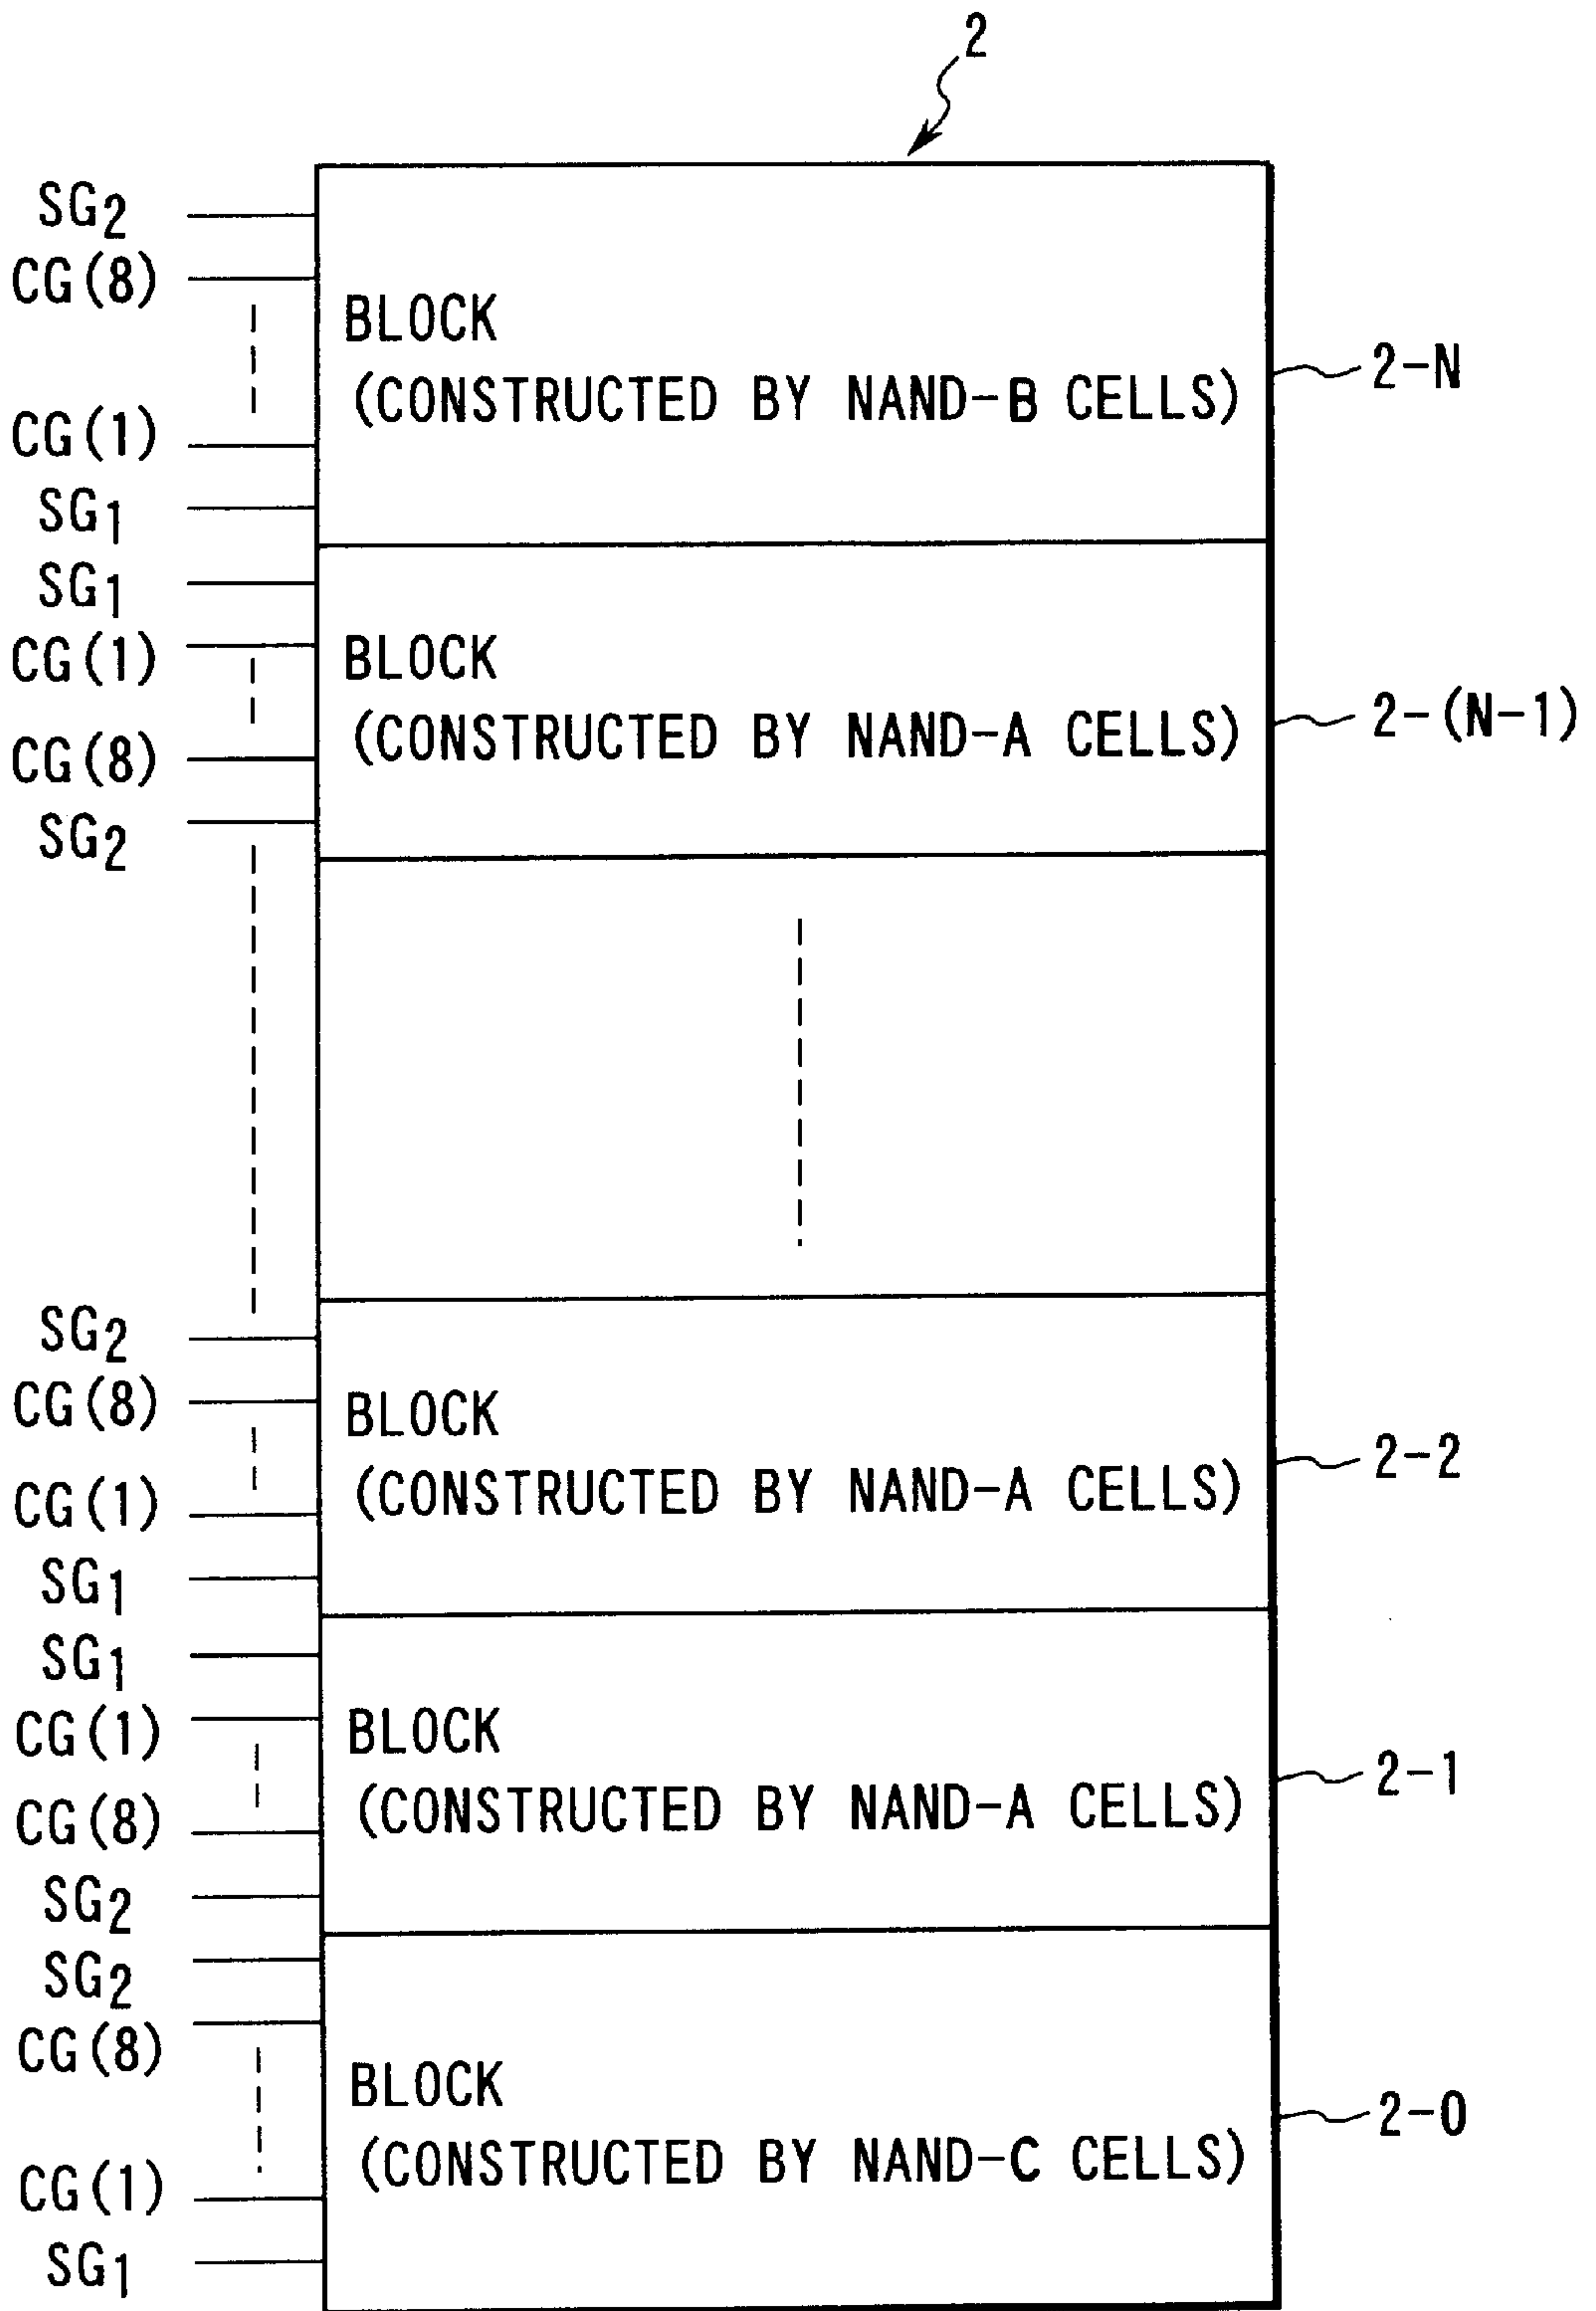 2
SG2
CG(8)
BLOCK
(CONSTRUCTED BY NAND-B CELLS)
2-N
CG(1)
SG1
SG1
CG(1)
BLOCK
(CONSTRUCTED BY NAND-A CELLS)
2-(N-1)
CG(8)
SG2
SG2
CG(8)
BLOCK
(CONSTRUCTED BY NAND-A CELLS)
2-2
CG(1)
SG1
SG1
CG(1)
BLOCK
(CONSTRUCTED BY NAND-A CELLS)
2-1
CG(8)
SG2
SG2
CG(8)
BLOCK
(CONSTRUCTED BY NAND-C CELLS)
2-0
CG(1)
SG1